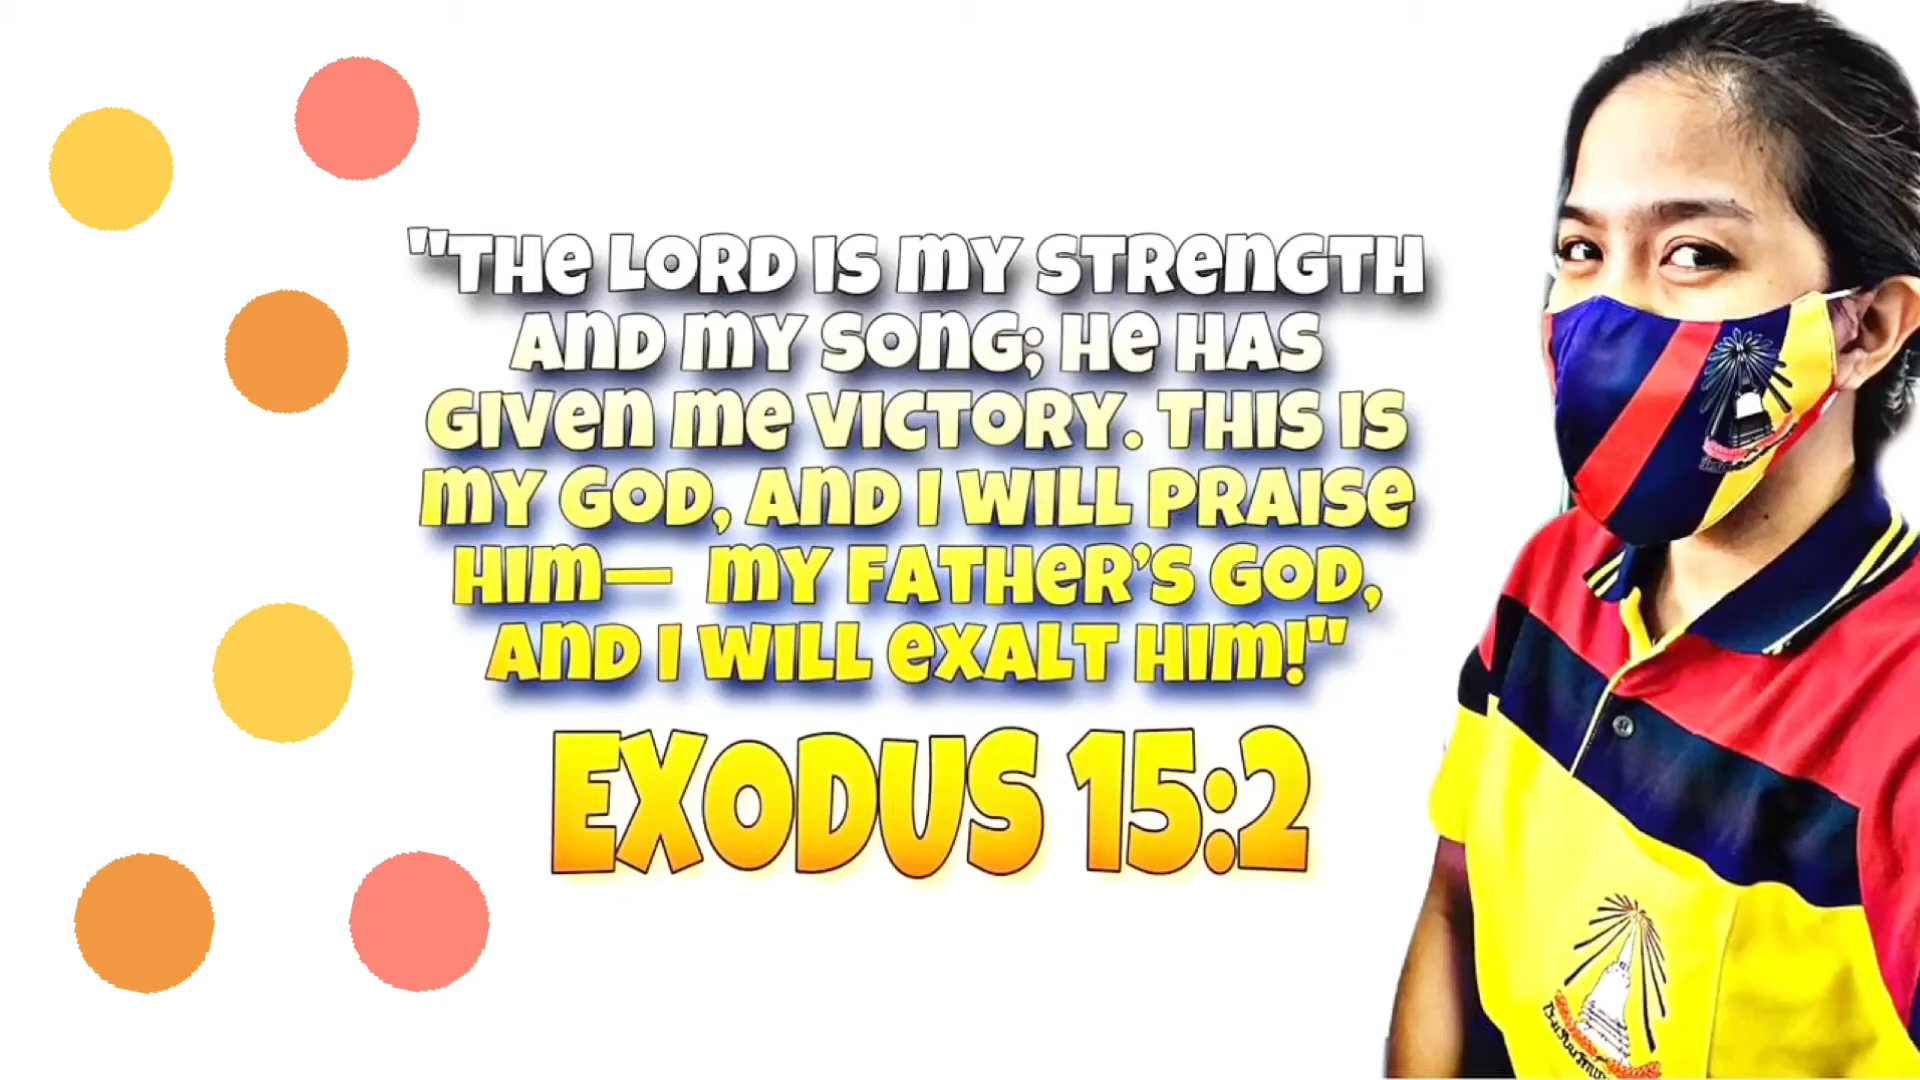 "THE LORD IS MY STRENGTH
AND MY SONG; HE HAS
GIVEN ME VICTORY. THIS IS
MY GOD, AND I WILL PRAISE
HIM— MY FATHER’S GOD,
AND I WILL EXALT HIM!"
EXODUS 15:2